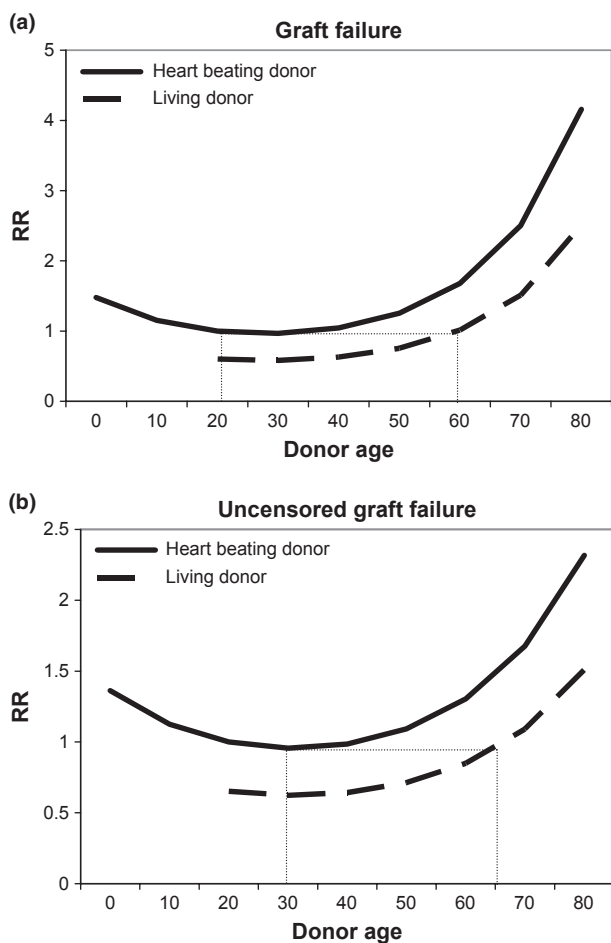 (a)
Graft failure
5
4
3
2
1
0
RR
Heart beating donor
Living donor
0 10 20 30 40 50 60 70 80
Donor age
(b)
Uncensored graft failure
2.5
2
1.5
1
0.5
0
RR
Heart beating donor
Living donor
0 10 20 30 40 50 60 70 80
Donor age